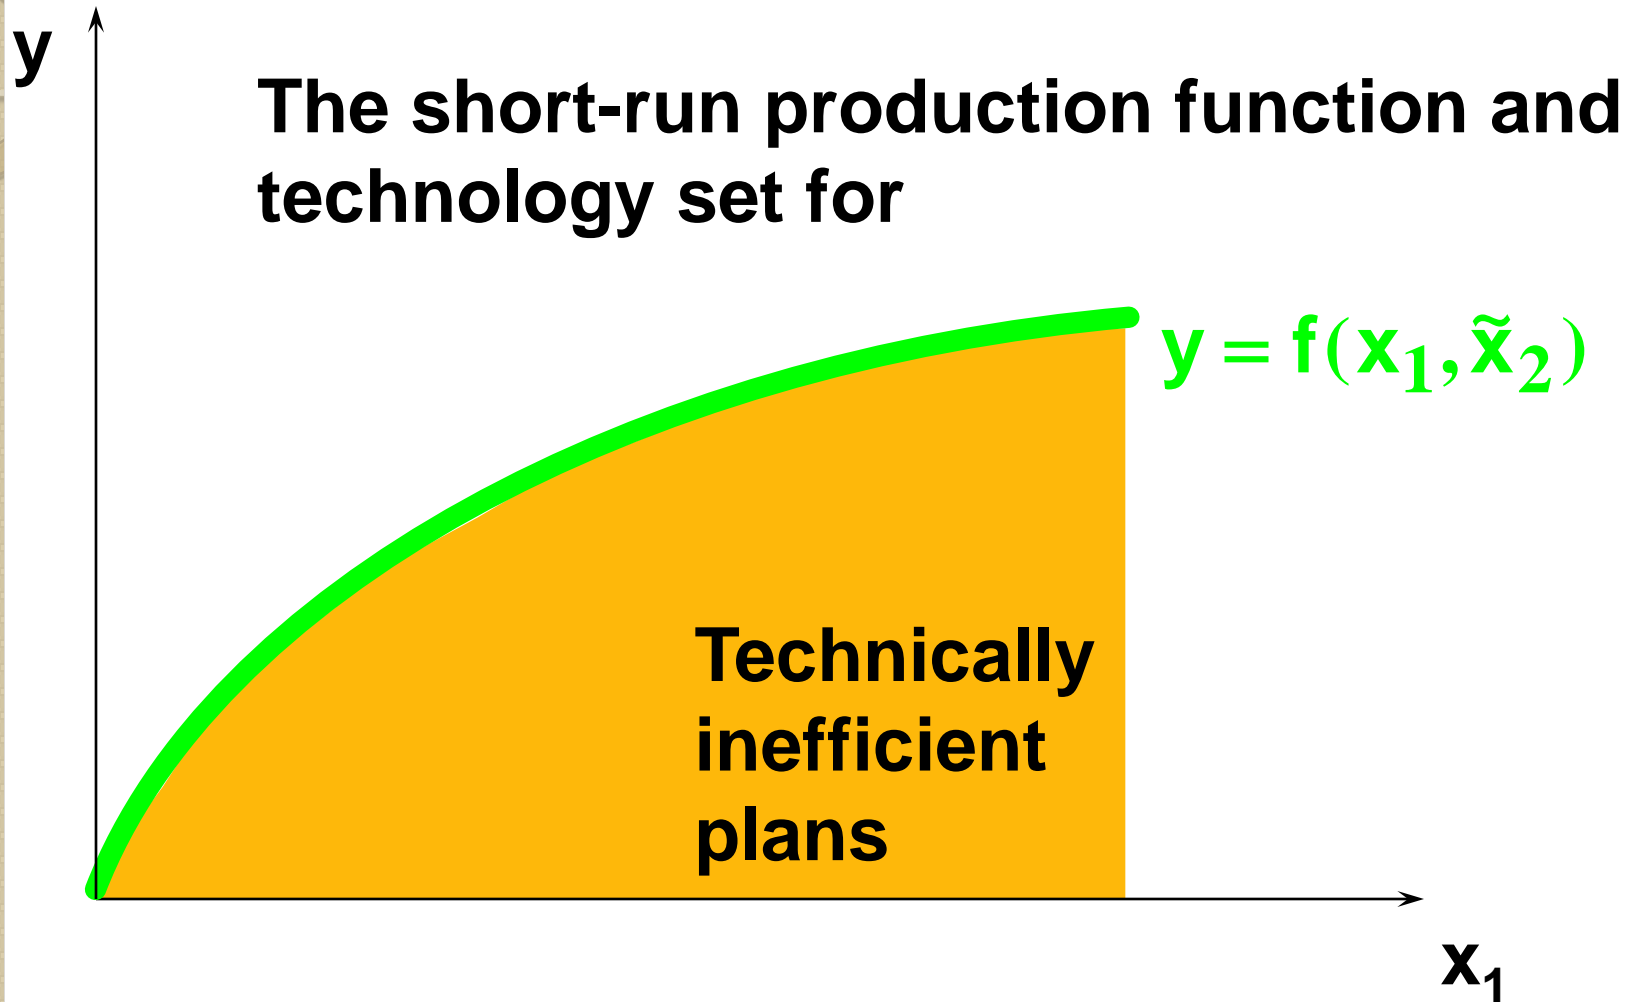 y
The short-run production function and
technology set for
y = f(x₁, x̃₂)
Technically
inefficient
plans
x₁